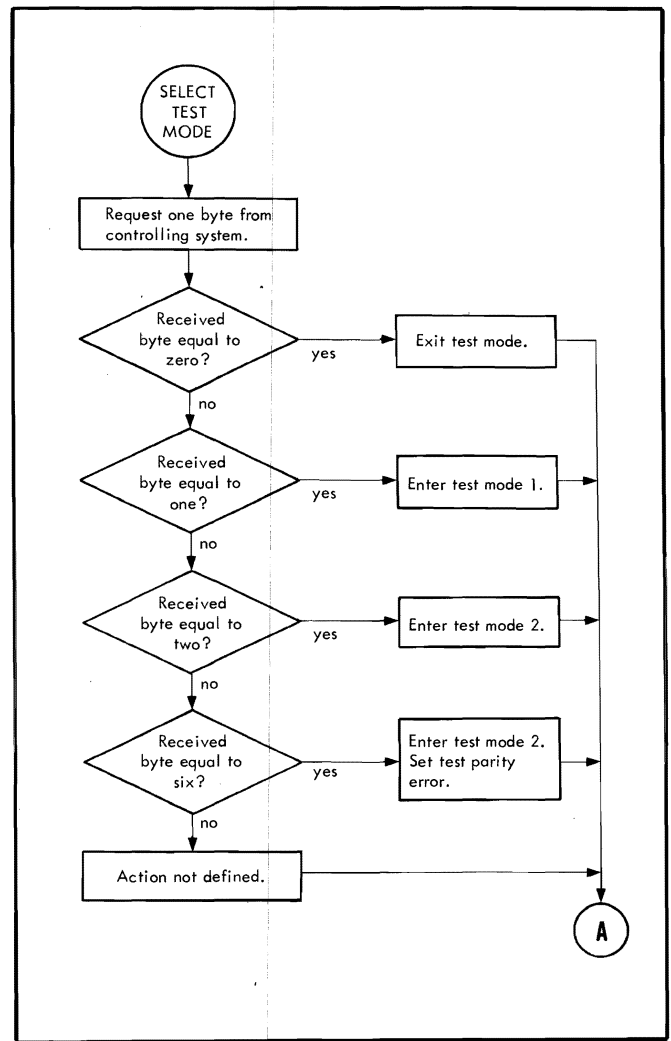 SELECT
TEST
MODE
Request one byte from
controlling system.
Received
byte equal to
zero?
yes
Exit test mode.
no
Received
byte equal to
one?
yes
Enter test mode 1.
no
Received
byte equal to
two?
yes
Enter test mode 2.
no
Received
byte equal to
six?
yes
Enter test mode 2.
Set test parity
error.
no
Action not defined.
A